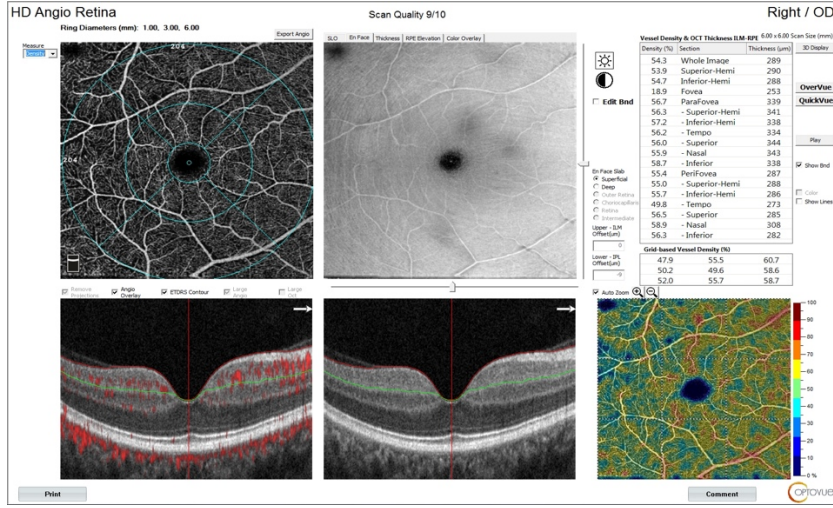 HD Angio Retina
Scan Quality 9/10
Right / OD
Ring Diameters (mm): 1.00, 3.00, 6.00
Export Angio
Measure
Density
204
204
SLO En Face Thickness RPE Elevation Color Overlay
Edit Bnd
En Face Slab
Superficial
Deep
Outer Retina
Choriocapillaris
Retina
Intermediate
Upper - ILM
Offset(um)
0
Lower - IPL
Offset(um)
-9
Vessel Density & OCT Thickness ILM-RPE 6.00 x 6.00 Scan Size (mm)
Density (%) Section Thickness (µm)
54.3 Whole Image 289
53.9 Superior-Hemi 290
54.7 Inferior-Hemi 288
18.9 Fovea 253
56.7 ParaFovea 339
56.3 - Superior-Hemi 341
57.2 - Inferior-Hemi 338
56.2 - Tempo 334
56.0 - Superior 344
55.9 - Nasal 343
58.7 - Inferior 338
55.4 PeriFovea 287
55.0 - Superior-Hemi 288
55.7 - Inferior-Hemi 286
49.8 - Tempo 273
56.5 - Superior 285
58.9 - Nasal 308
56.3 - Inferior 282
Grid-based Vessel Density (%)
47.9 55.5 60.7
50.2 49.6 58.6
52.0 55.7 58.7
3D Display
OverVue
QuickVue
Play
Show Bnd
Color
Show Lines
Remove Projections
Angio Overlay
ETDRS Contour
Large Angio
Large Oct
Auto Zoom
100
90
80
70
60
50
40
30
20
10
0 %
Print
Comment
OPTOVUE